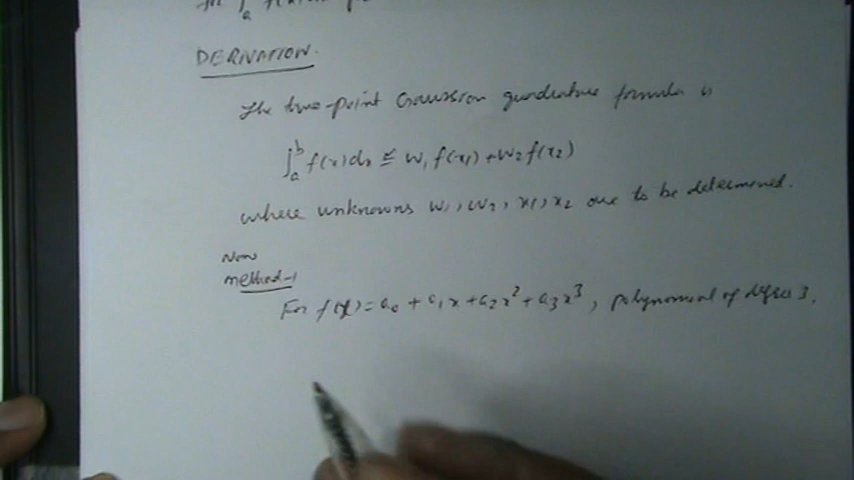 DERIVATION.
The two-point Gaussian quadrature formula is
∫_a^b f(x)dx ≅ w₁f(x₁)+w₂f(x₂)
where unknowns w₁, w₂, x₁, x₂ are to be determined.
Now
method-1
For f(x)=a₀+a₁x+a₂x²+a₃x³, polynomial of degree 3.